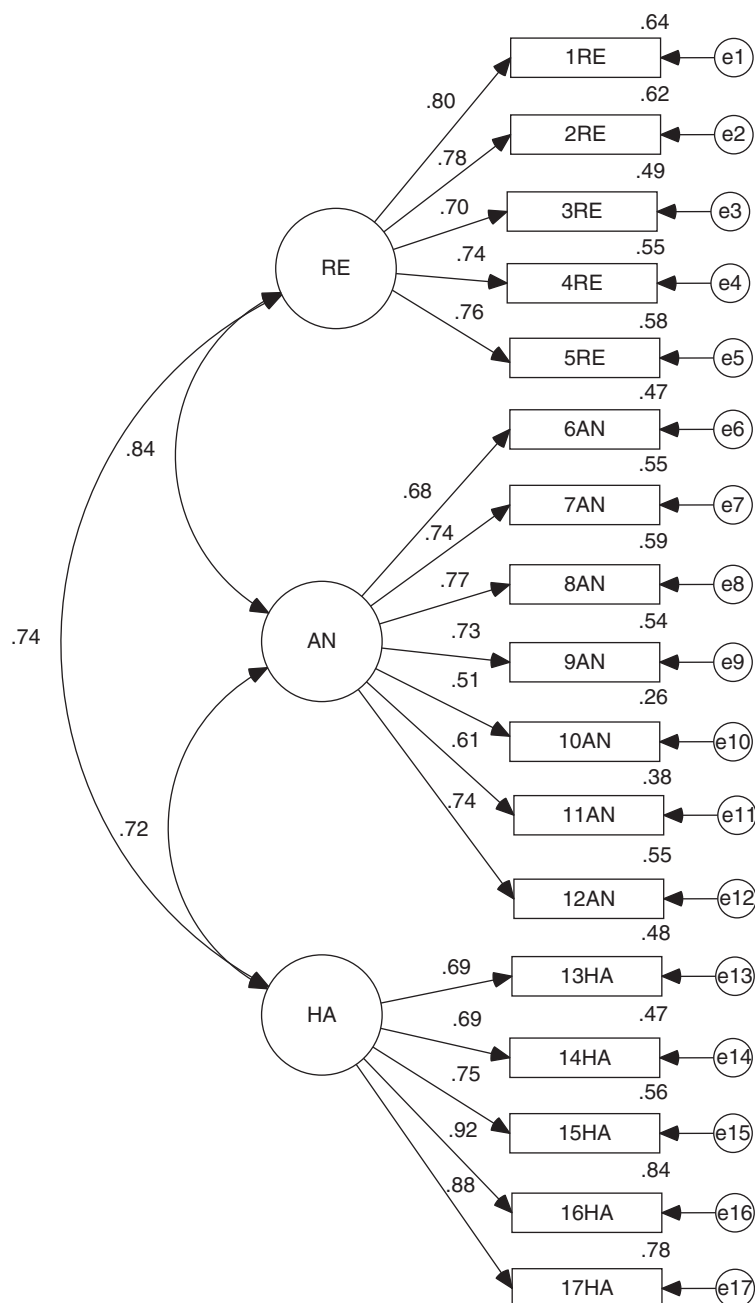 .64
1RE
e1
.80
.62
2RE
e2
.78
.49
3RE
e3
.70
.55
4RE
e4
.74
.58
5RE
e5
.76
RE
.47
6AN
e6
.68
.55
7AN
e7
.74
.59
8AN
e8
.77
.54
9AN
e9
.73
.26
10AN
e10
.51
.38
11AN
e11
.61
.55
12AN
e12
.74
AN
.84
.74
.72
.48
13HA
e13
.69
.47
14HA
e14
.69
.56
15HA
e15
.75
.84
16HA
e16
.92
.78
17HA
e17
.88
HA